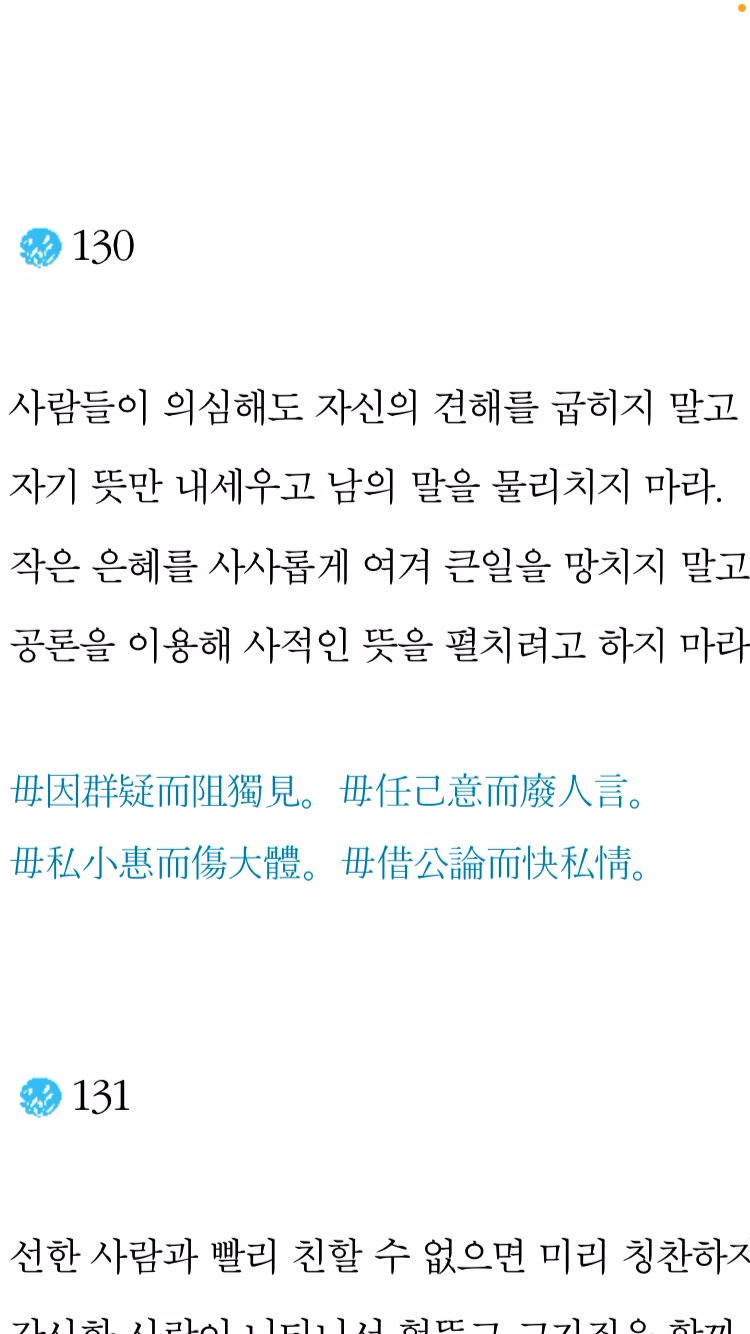 130
사람들이 의심해도 자신의 견해를 굽히지 말고
자기 뜻만 내세우고 남의 말을 물리치지 마라.
작은 은혜를 사사롭게 여겨 큰일을 망치지 말고
공론을 이용해 사적인 뜻을 펼치려고 하지 마라
毋因群疑而阻獨見。毋任己意而廢人言。
毋私小惠而傷大體。毋借公論而快私情。
131
선한 사람과 빨리 친할 수 없으면 미리 칭찬하지